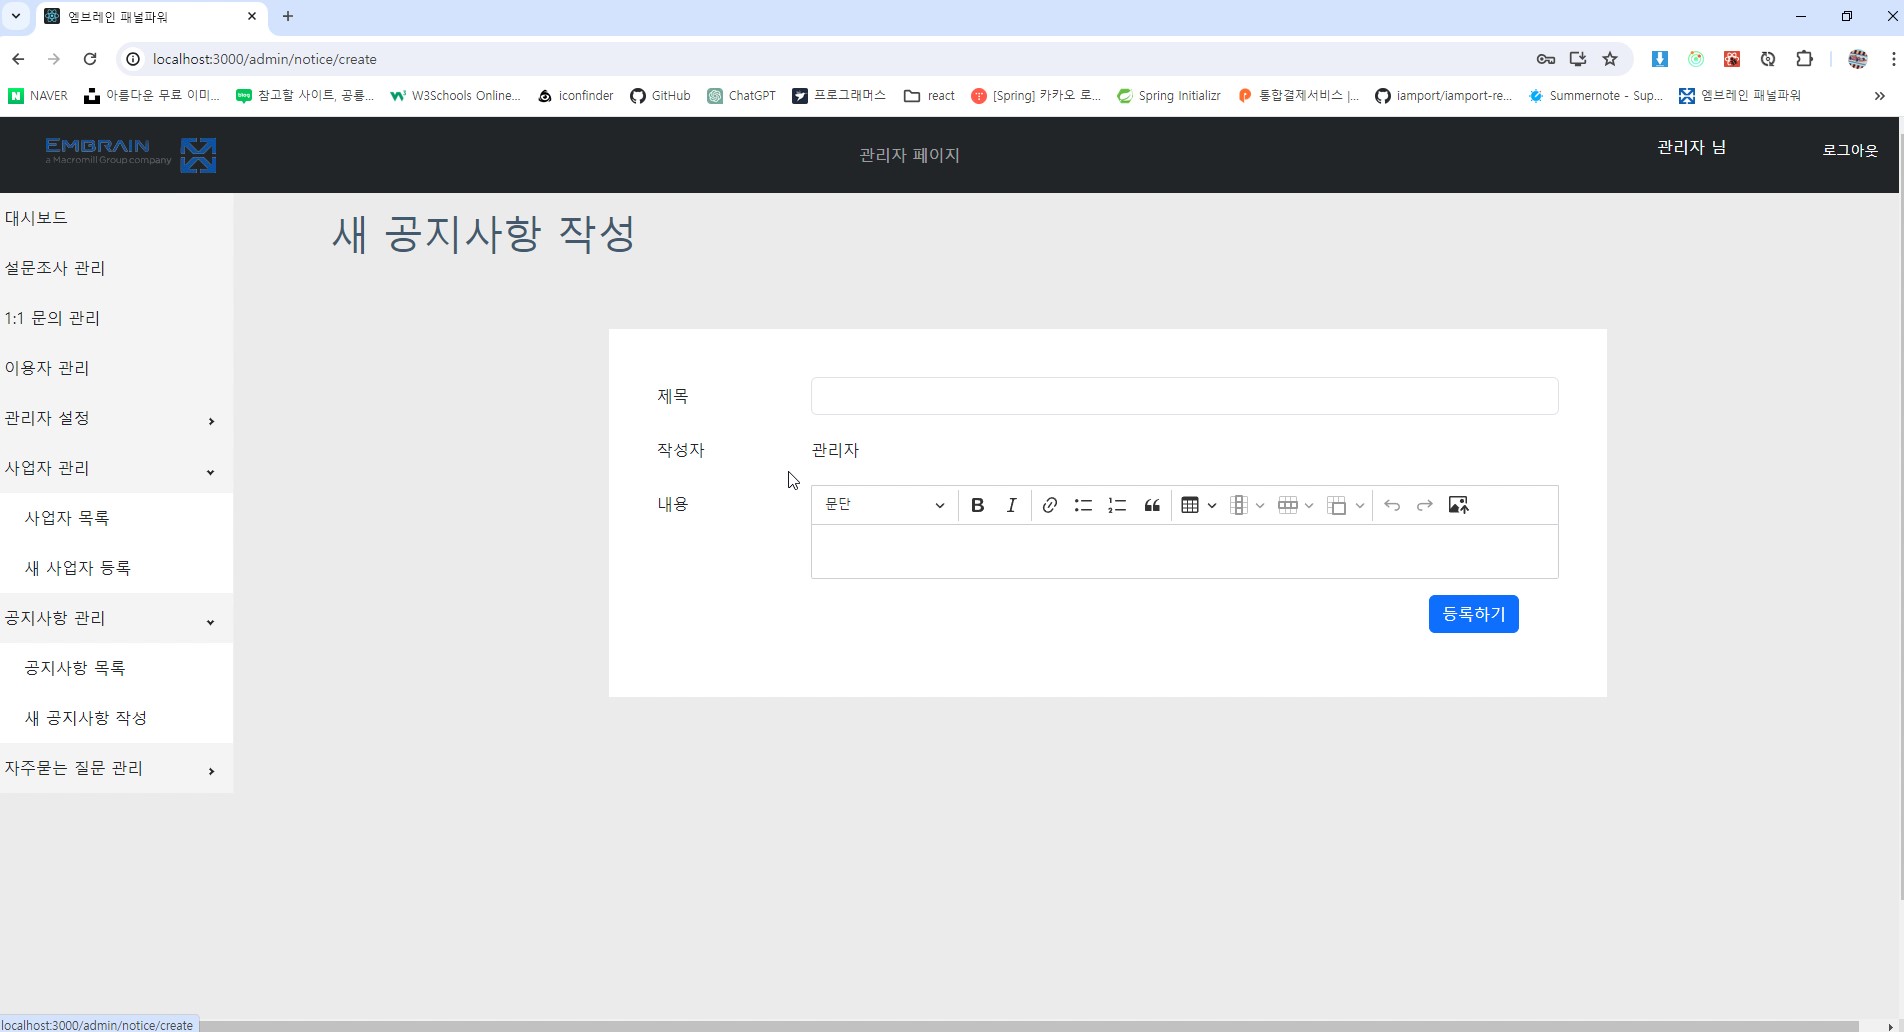 엠브레인 패널파워
localhost:3000/admin/notice/create
NAVER 아름다운 무료 이미... 참고할 사이트, 공룡... W3Schools Online... iconfinder GitHub ChatGPT 프로그래머스 react [Spring] 카카오 로... Spring Initializr 통합결제서비스 |... iamport/iamport-re... Summernote - Sup... 엠브레인 패널파워
EMBRAIN
a Macromill Group company
관리자 페이지
관리자 님
로그아웃
대시보드
설문조사 관리
1:1 문의 관리
이용자 관리
관리자 설정
사업자 관리
사업자 목록
새 사업자 등록
공지사항 관리
공지사항 목록
새 공지사항 작성
자주묻는 질문 관리
새 공지사항 작성
제목
작성자 관리자
내용 문단 B I
등록하기
localhost:3000/admin/notice/create